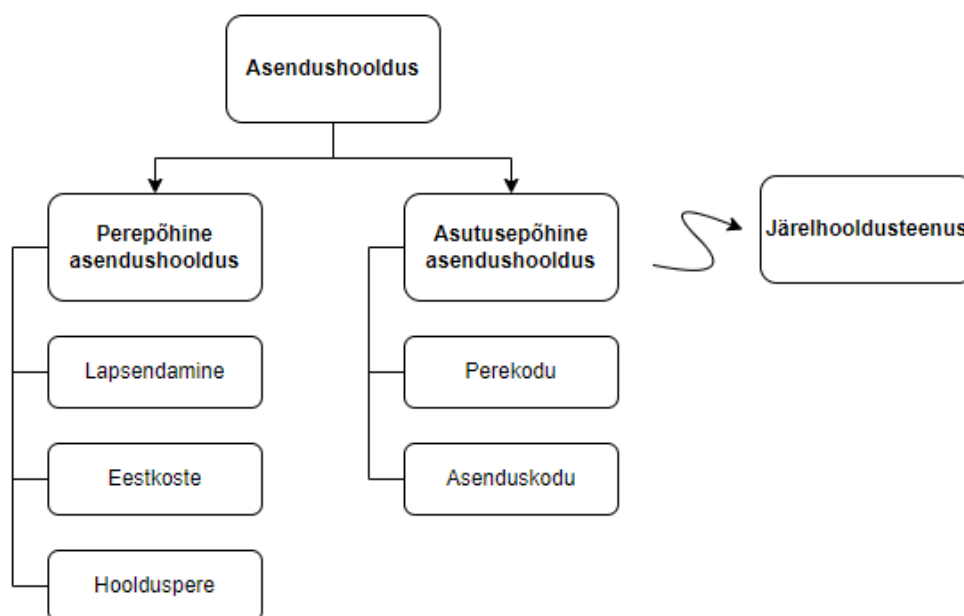 Asendushooldus
Perepõhine
asendushooldus
Asutusepõhine
asendushooldus
Järelhooldusteenus
Lapsendamine
Perekodu
Eestkoste
Asenduskodu
Hoolduspere